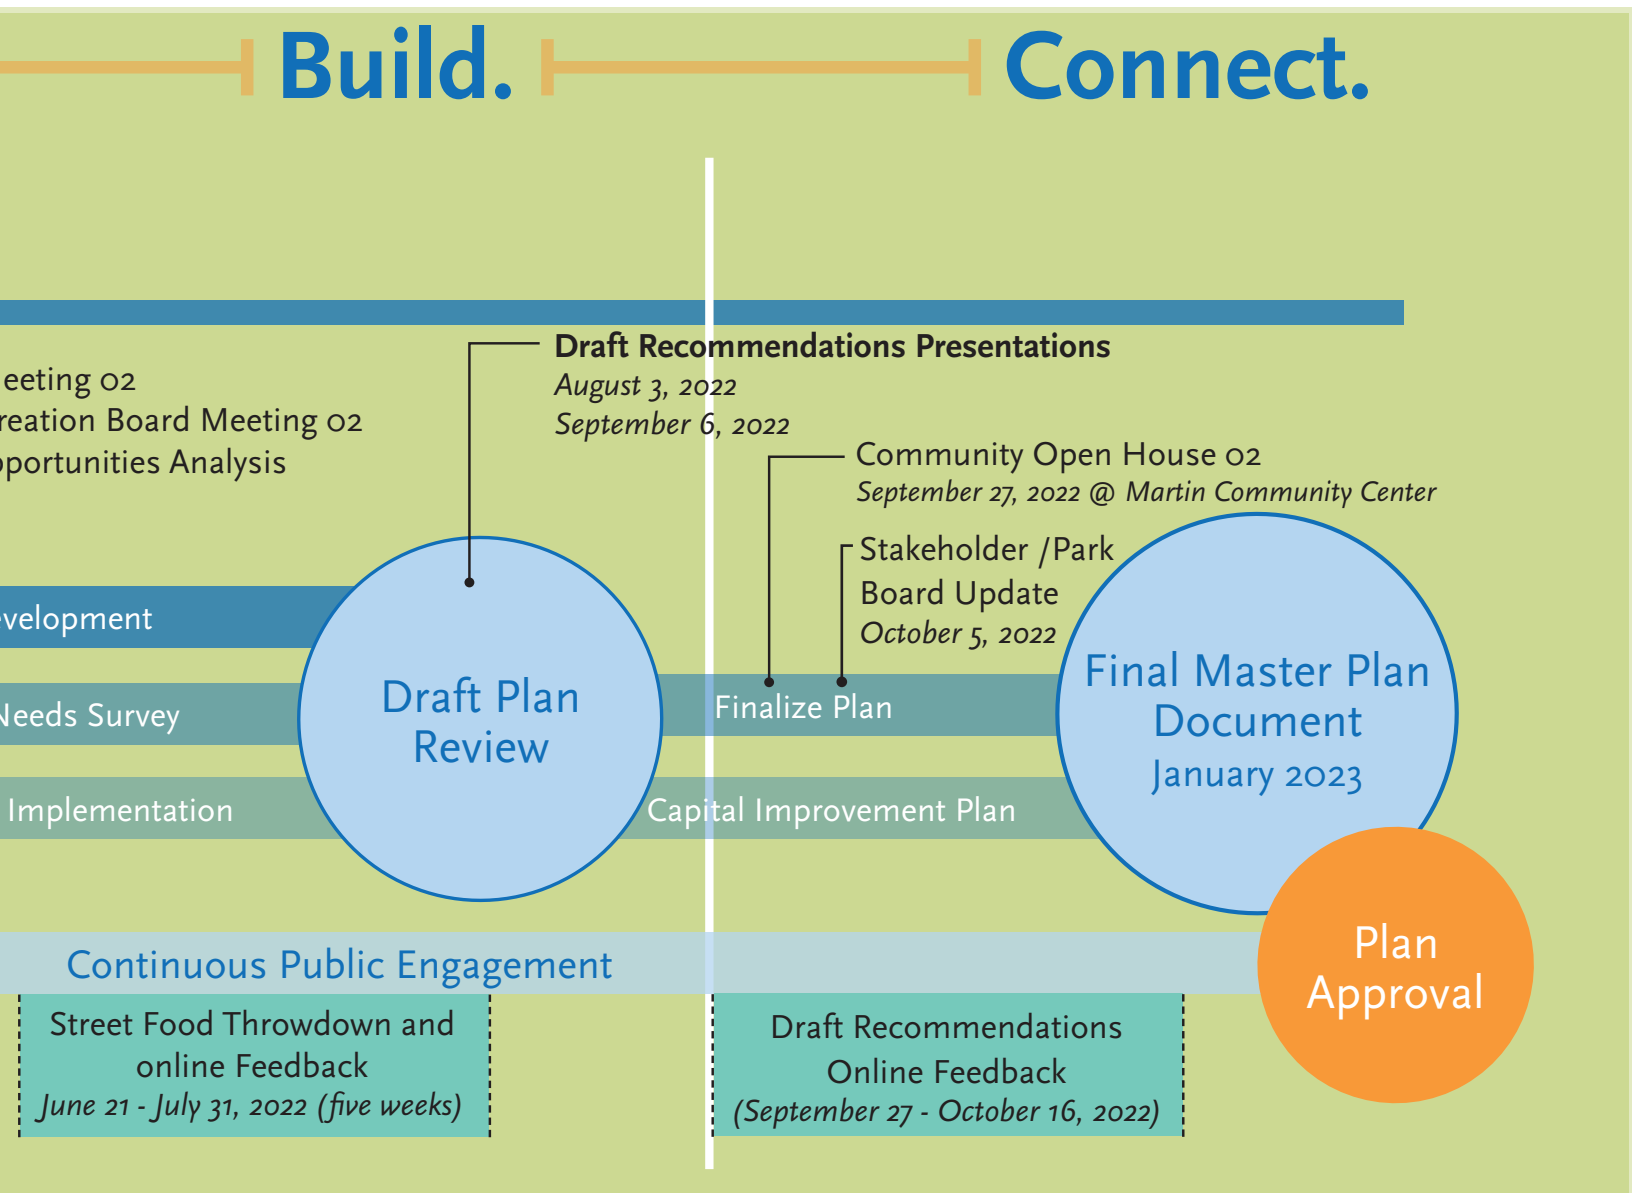 Build.
Connect.
Draft Recommendations Presentations
August 3, 2022
September 6, 2022
eeting 02
reation Board Meeting 02
pportunities Analysis
Community Open House 02
September 27, 2022 @ Martin Community Center
Stakeholder /Park
Board Update
October 5, 2022
velopment
Needs Survey
Implementation
Draft Plan
Review
Finalize Plan
Capital Improvement Plan
Final Master Plan
Document
January 2023
Plan
Approval
Continuous Public Engagement
Street Food Throwdown and
online Feedback
June 21 - July 31, 2022 (five weeks)
Draft Recommendations
Online Feedback
(September 27 - October 16, 2022)